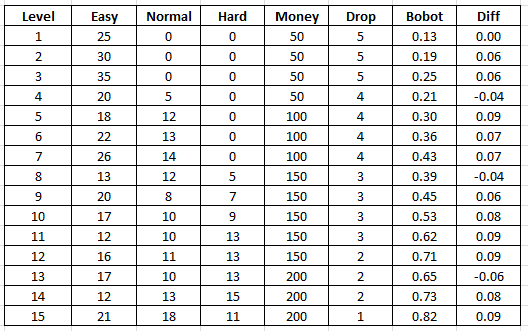 Level Easy Normal Hard Money Drop Bobot Diff
1 25 0 0 50 5 0.13 0.00
2 30 0 0 50 5 0.19 0.06
3 35 0 0 50 5 0.25 0.06
4 20 5 0 50 4 0.21 -0.04
5 18 12 0 100 4 0.30 0.09
6 22 13 0 100 4 0.36 0.07
7 26 14 0 100 4 0.43 0.07
8 13 12 5 150 3 0.39 -0.04
9 20 8 7 150 3 0.45 0.06
10 17 10 9 150 3 0.53 0.08
11 12 10 13 150 3 0.62 0.09
12 16 11 13 150 2 0.71 0.09
13 17 10 13 200 2 0.65 -0.06
14 12 13 15 200 2 0.73 0.08
15 21 18 11 200 1 0.82 0.09